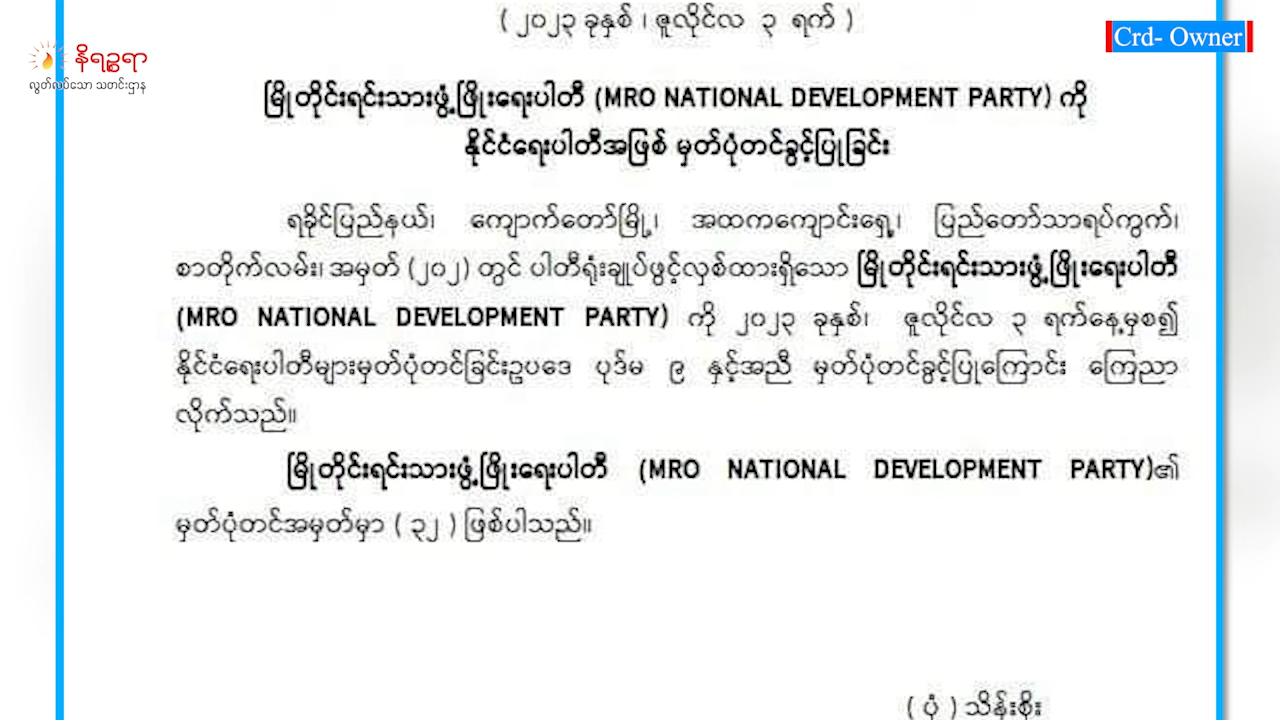 ( ၂၀၂၃ ခုနှစ် ၊ ဇူလိုင်လ ၃ ရက် )
Crd- Owner
နိရဉ္စရာ
လွတ်လပ်သော သတင်းဌာန
မြိုတိုင်းရင်းသားဖွံ့ဖြိုးရေးပါတီ (MRO NATIONAL DEVELOPMENT PARTY) ကို
နိုင်ငံရေးပါတီအဖြစ် မှတ်ပုံတင်ခွင့်ပြုခြင်း
ရခိုင်ပြည်နယ်၊ ကျောက်တော်မြို့၊ အထကကျောင်းရှေ့၊ ပြည်တော်သာရပ်ကွက်၊
စာတိုက်လမ်း၊ အမှတ် (၂၀၂) တွင် ပါတီရုံးချုပ်ဖွင့်လှစ်ထားရှိသော မြိုတိုင်းရင်းသားဖွံ့ဖြိုးရေးပါတီ
(MRO NATIONAL DEVELOPMENT PARTY) ကို ၂၀၂၃ ခုနှစ်၊ ဇူလိုင်လ ၃ ရက်နေ့မှစ၍
နိုင်ငံရေးပါတီများမှတ်ပုံတင်ခြင်းဥပဒေ ပုဒ်မ ၉ နှင့်အညီ မှတ်ပုံတင်ခွင့်ပြုကြောင်း ကြေညာ
လိုက်သည်။
မြိုတိုင်းရင်းသားဖွံ့ဖြိုးရေးပါတီ (MRO NATIONAL DEVELOPMENT PARTY)၏
မှတ်ပုံတင်အမှတ်မှာ ( ၃၂ ) ဖြစ်ပါသည်။
( ပုံ ) သိန်းစိုး